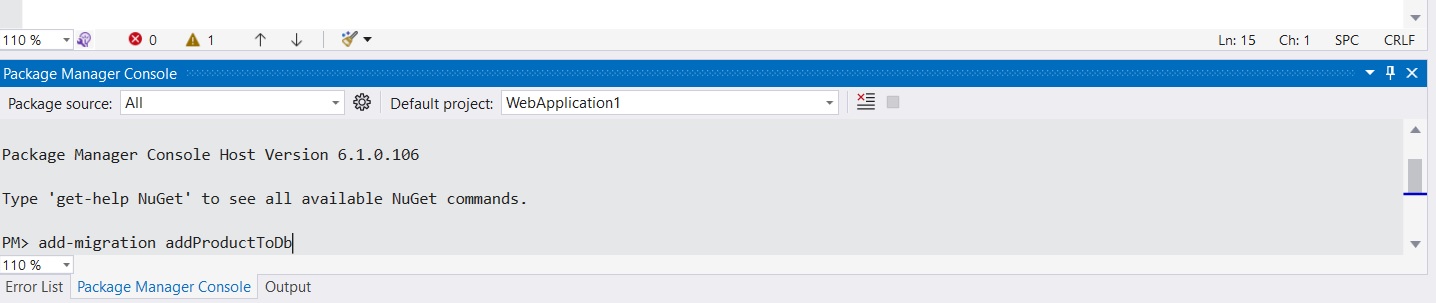 110 % 0 1 Ln: 15 Ch: 1 SPC CRLF
Package Manager Console
Package source: All Default project: WebApplication1
Package Manager Console Host Version 6.1.0.106
Type 'get-help NuGet' to see all available NuGet commands.
PM> add-migration addProductToDb
110 %
Error List Package Manager Console Output